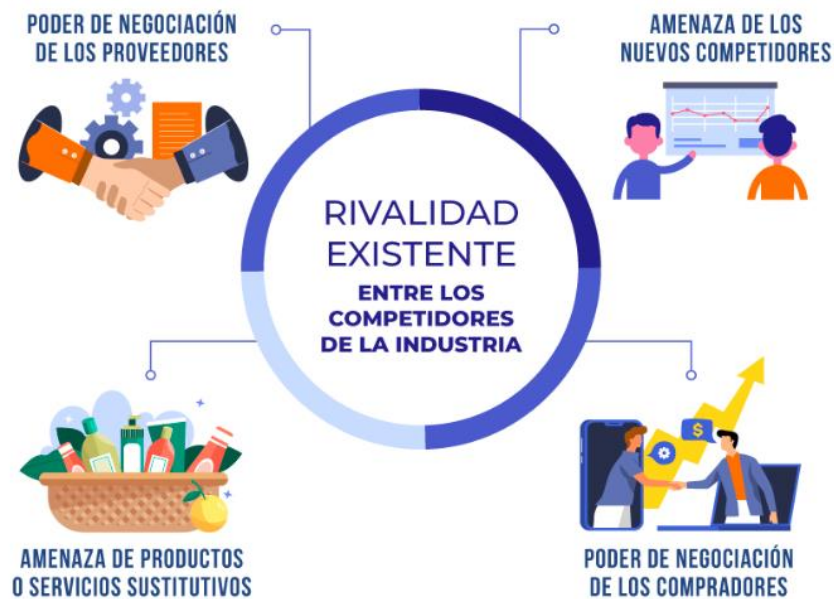 PODER DE NEGOCIACIÓN
DE LOS PROVEEDORES
AMENAZA DE LOS
NUEVOS COMPETIDORES
RIVALIDAD
EXISTENTE
ENTRE LOS
COMPETIDORES
DE LA INDUSTRIA
$
AMENAZA DE PRODUCTOS
O SERVICIOS SUSTITUTIVOS
PODER DE NEGOCIACIÓN
DE LOS COMPRADORES